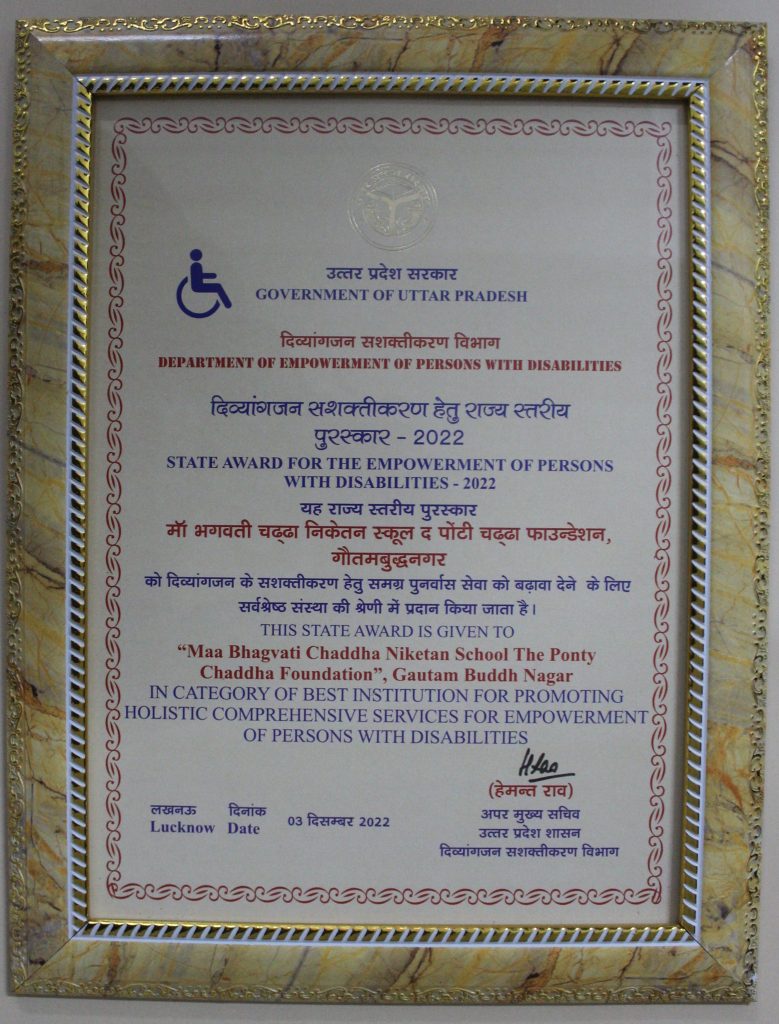 उत्तर प्रदेश सरकार
GOVERNMENT OF UTTAR PRADESH
दिव्यांगजन सशक्तीकरण विभाग
DEPARTMENT OF EMPOWERMENT OF PERSONS WITH DISABILITIES
दिव्यांगजन सशक्तीकरण हेतु राज्य स्तरीय
पुरस्कार - 2022
STATE AWARD FOR THE EMPOWERMENT OF PERSONS
WITH DISABILITIES - 2022
यह राज्य स्तरीय पुरस्कार
मॉ भगवती चढ्ढा निकेतन स्कूल द पोंटी चढ्ढा फाउन्डेशन,
गौतमबुद्धनगर
को दिव्यांगजन के सशक्तीकरण हेतु समग्र पुनर्वास सेवा को बढ़ावा देने के लिए
सर्वश्रेष्ठ संस्था की श्रेणी में प्रदान किया जाता है।
THIS STATE AWARD IS GIVEN TO
“Maa Bhagvati Chaddha Niketan School The Ponty
Chaddha Foundation”, Gautam Buddh Nagar
IN CATEGORY OF BEST INSTITUTION FOR PROMOTING
HOLISTIC COMPREHENSIVE SERVICES FOR EMPOWERMENT
OF PERSONS WITH DISABILITIES
(हेमन्त राव)
लखनऊ दिनांक
Lucknow Date 03 दिसम्बर 2022
अपर मुख्य सचिव
उत्तर प्रदेश शासन
दिव्यांगजन सशक्तीकरण विभाग